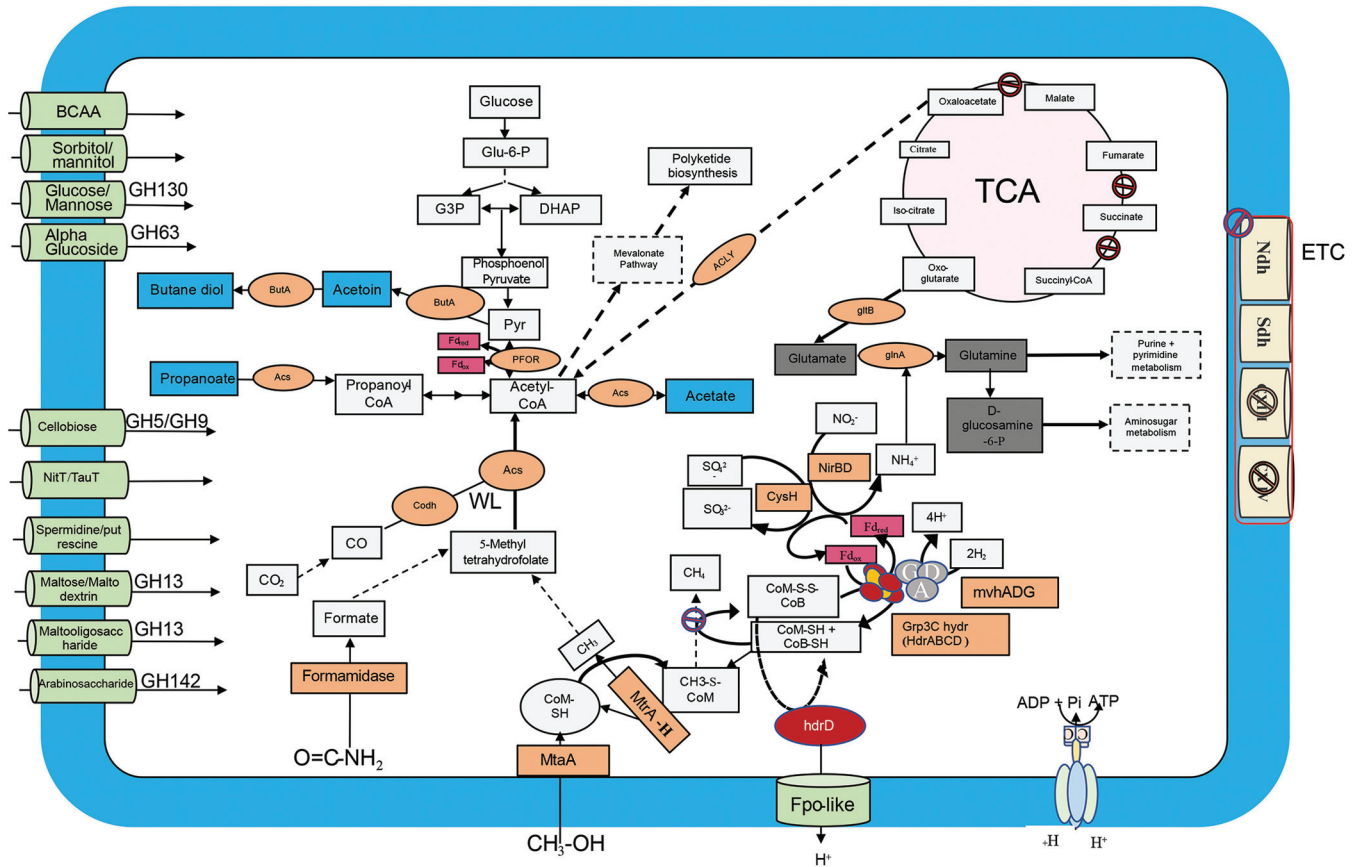 BCAA
Sorbitol/
mannitol
Glucose/
Mannose
GH130
Alpha
Glucoside
GH63
Cellobiose
GH5/GH9
NitT/TauT
Spermidine/put
rescine
Maltose/Malto
dextrin
GH13
Maltooligosacc
haride
GH13
Arabinosaccharide
GH142
Glucose
Glu-6-P
G3P
DHAP
Phosphoenol
Pyruvate
Pyr
Butane diol
ButA
Acetoin
ButA
Fdred
Fdox
PFOR
Propanoate
Acs
Propanoyl
CoA
Acetyl-
CoA
Acs
Acetate
Polyketide
biosynthesis
Mevalonate
Pathway
ACLY
Oxaloacetate
Malate
Citrate
Fumarate
TCA
Iso-citrate
Succinate
Oxo-
glutarate
Succinyl-CoA
gltB
Glutamate
glnA
Glutamine
Purine +
pyrimidine
metabolism
D-
glucosamine
-6-P
Aminosugar
metabolism
Ndh
ETC
Sdh
Acs
Codh
WL
CO
CO2
5-Methyl
tetrahydrofolate
Formate
Formamidase
O=C-NH2
CH3
NO2-
NirBD
NH4+
SO42
-
CysH
SO32-
Fdred
4H+
Fdox
2H2
G
D
A
mvhADG
Grp3C hydr
(HdrABCD )
CH4
CoM-S-S-
CoB
CoM-SH +
CoB-SH
CH3-S-
CoM
CoM-
SH
MtrA -H
MtaA
CH3-OH
hdrD
Fpo-like
H+
ADP + Pi
ATP
+H
H+